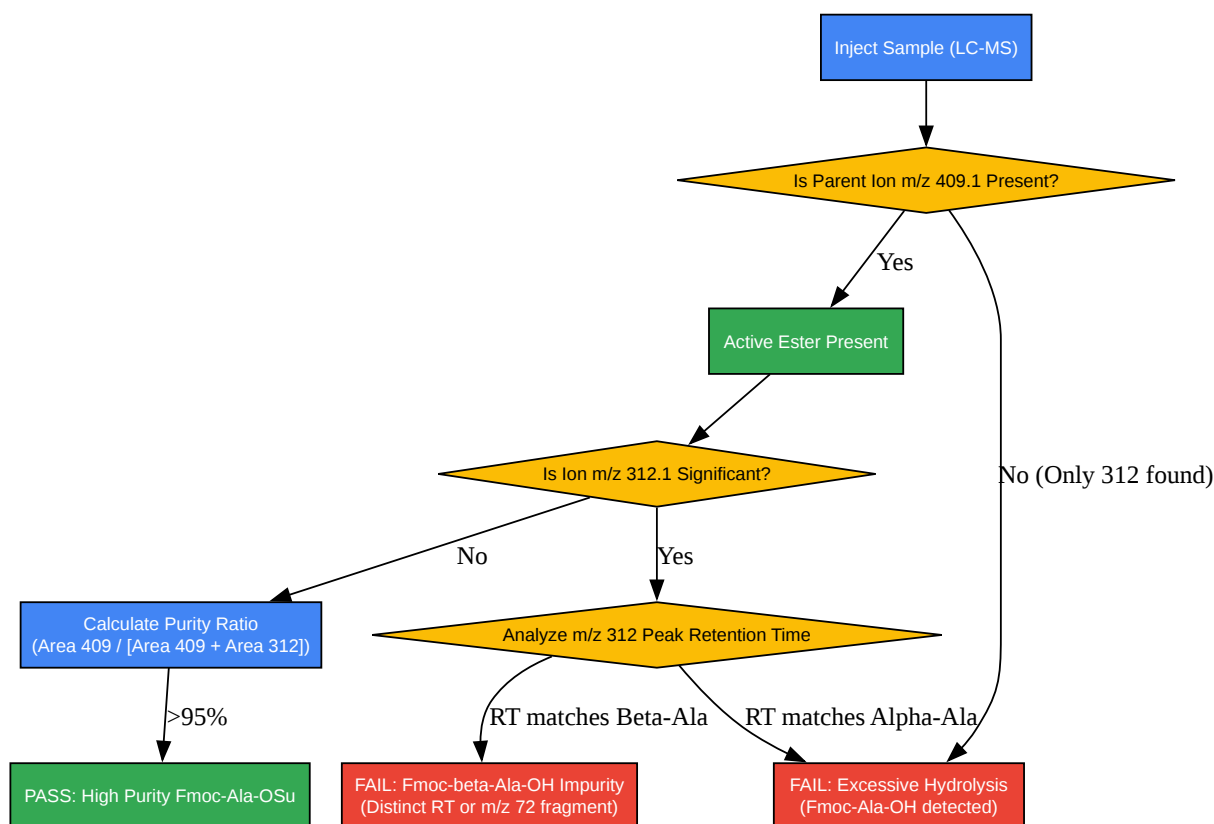 Inject Sample (LC-MS)
Is Parent Ion m/z 409.1 Present?
Yes
Active Ester Present
No (Only 312 found)
Is Ion m/z 312.1 Significant?
No
Yes
Calculate Purity Ratio
(Area 409 / [Area 409 + Area 312])
Analyze m/z 312 Peak Retention Time
>95%
RT matches Beta-Ala
RT matches Alpha-Ala
PASS: High Purity Fmoc-Ala-OSu
FAIL: Fmoc-beta-Ala-OH Impurity
(Distinct RT or m/z 72 fragment)
FAIL: Excessive Hydrolysis
(Fmoc-Ala-OH detected)